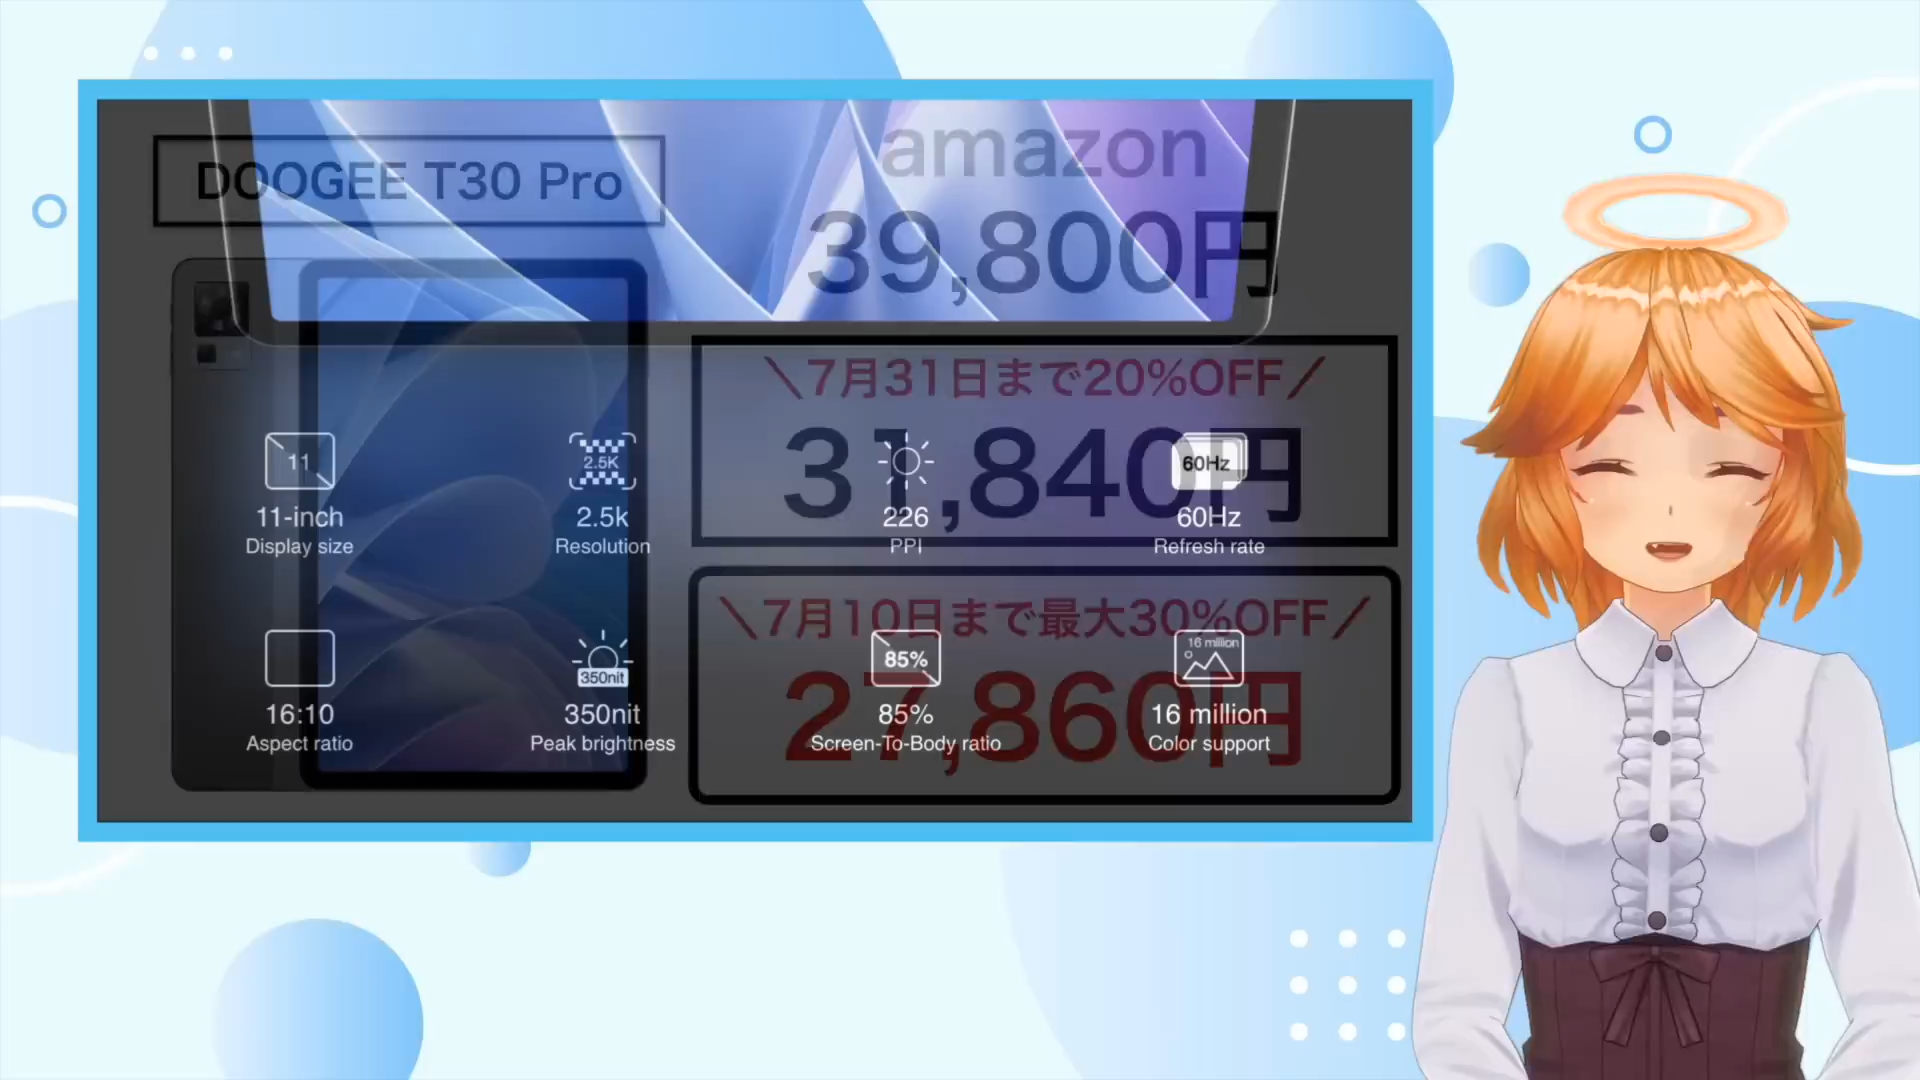 DOOGEE T30 Pro
amazon
39,800円
＼7月31日まで20%OFF／
31,840円
＼7月10日まで最大30%OFF／
27,860円
11
11-inch
Display size
2.5K
2.5k
Resolution
226
PPI
60Hz
60Hz
Refresh rate
16:10
Aspect ratio
350nit
350nit
Peak brightness
85%
85%
Screen-To-Body ratio
16 million
16 million
Color support